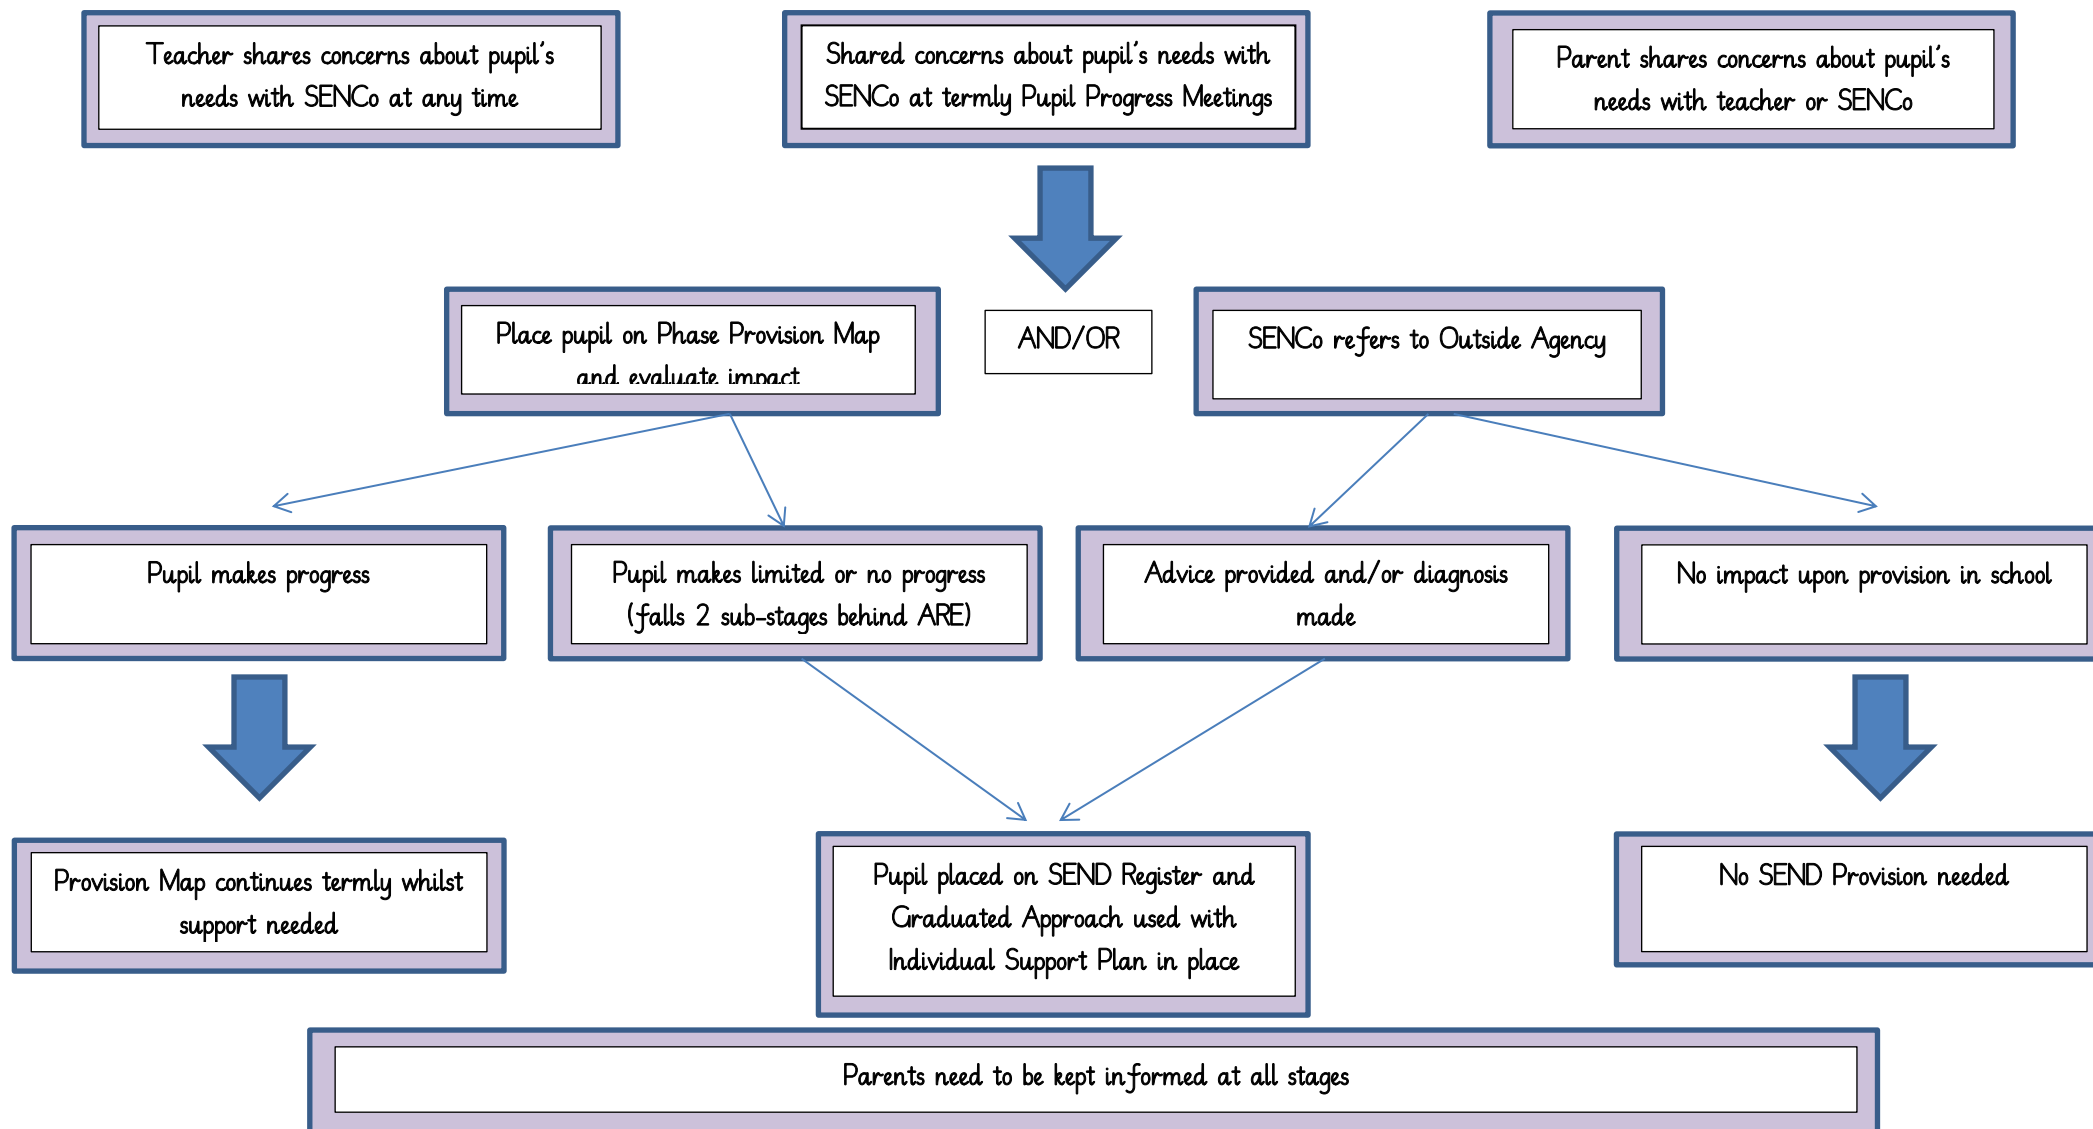 Teacher shares concerns about pupil's
needs with SENCo at any time
Shared concerns about pupil's needs with
SENCo at termly Pupil Progress Meetings
Parent shares concerns about pupil's
needs with teacher or SENCo
Place pupil on Phase Provision Map
and evaluate impact
AND/OR
SENCo refers to Outside Agency
Pupil makes progress
Pupil makes limited or no progress
(falls 2 sub-stages behind ARE)
Advice provided and/or diagnosis
made
No impact upon provision in school
Provision Map continues termly whilst
support needed
Pupil placed on SEND Register and
Graduated Approach used with
Individual Support Plan in place
No SEND Provision needed
Parents need to be kept informed at all stages